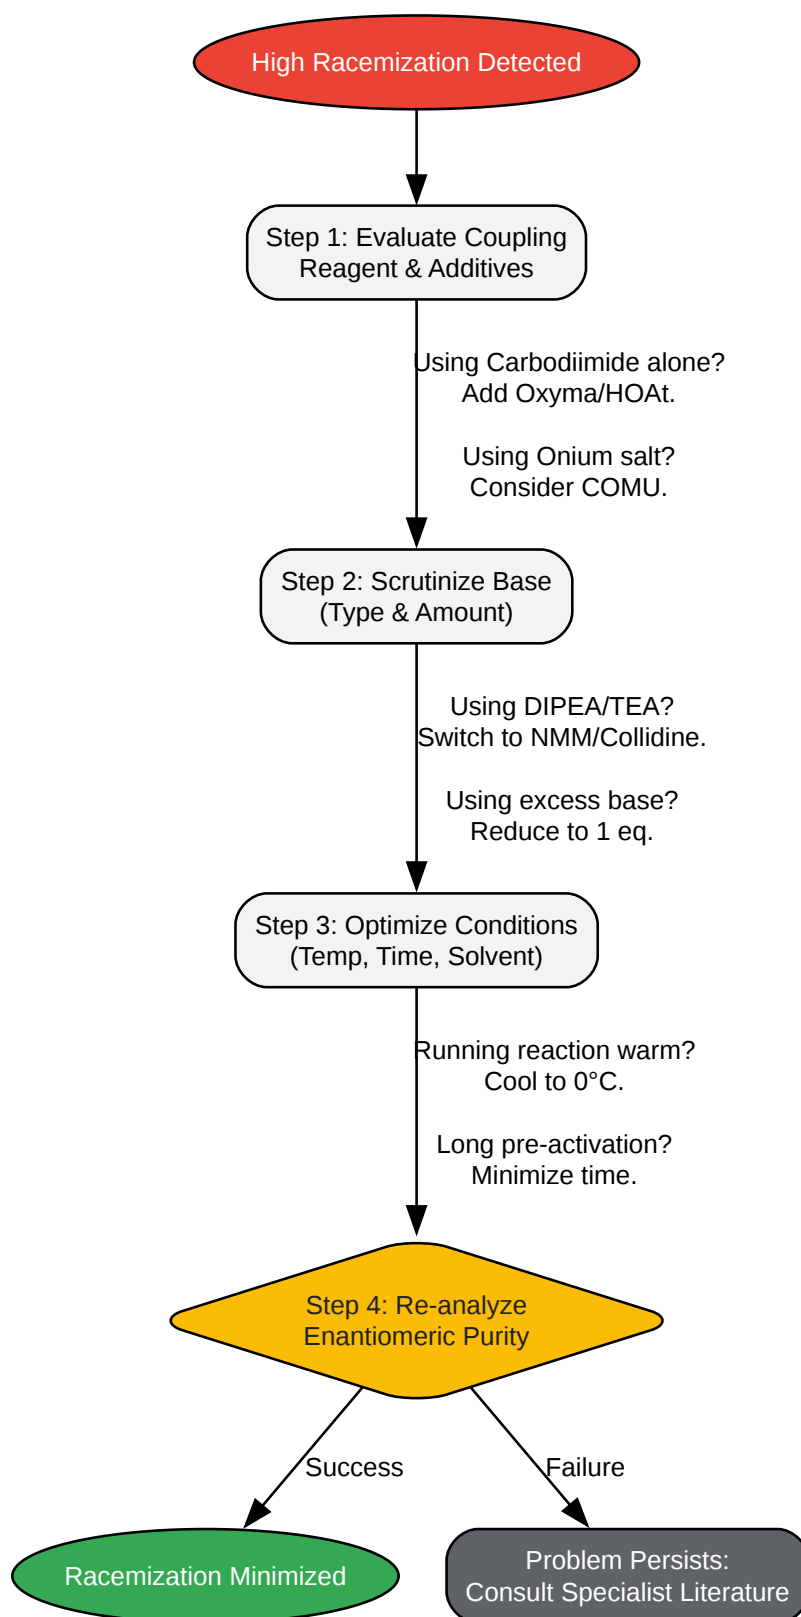 High Racemization Detected
Step 1: Evaluate Coupling
Reagent & Additives
Using Carbodiimide alone?
Add Oxyma/HOAt.
Using Onium salt?
Consider COMU.
Step 2: Scrutinize Base
(Type & Amount)
Using DIPEA/TEA?
Switch to NMM/Collidine.
Using excess base?
Reduce to 1 eq.
Step 3: Optimize Conditions
(Temp, Time, Solvent)
Running reaction warm?
Cool to 0°C.
Long pre-activation?
Minimize time.
Step 4: Re-analyze
Enantiomeric Purity
Success
Failure
Racemization Minimized
Problem Persists:
Consult Specialist Literature